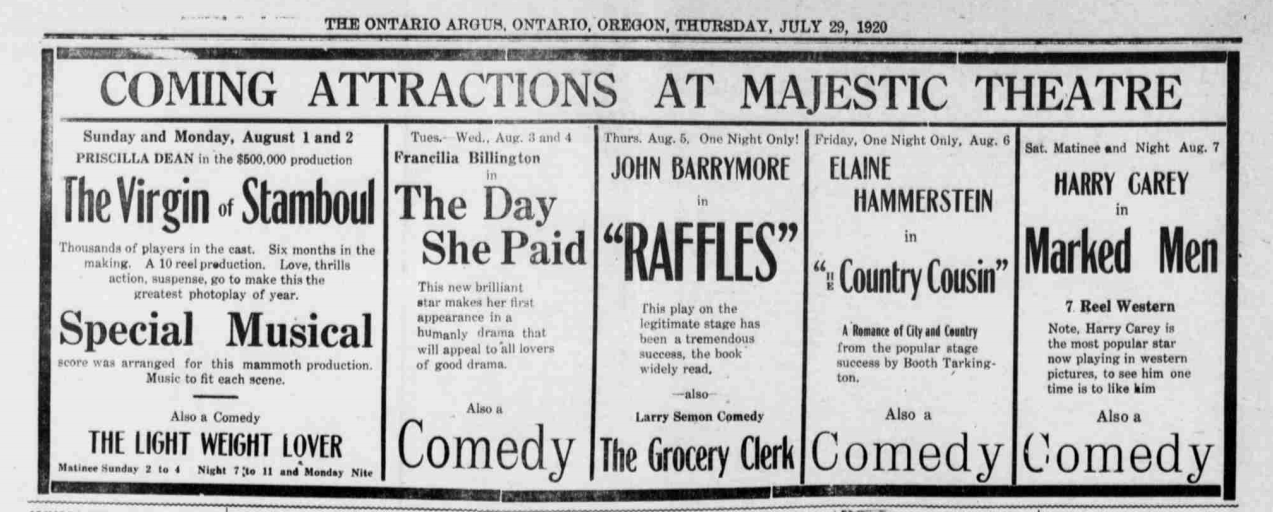 THE ONTARIO ARGUS, ONTARIO, OREGON, THURSDAY, JULY 29, 1920
COMING ATTRACTIONS AT MAJESTIC THEATRE
Sunday and Monday, August 1 and 2
PRISCILLA DEAN in the $500,000 production
The Virgin of Stamboul
Thousands of players in the cast. Six months in the
making. A 10 reel production. Love, thrills
action, suspense, go to make this the
greatest photoplay of year.
Special Musical
score was arranged for this mammoth production.
Music to fit each scene.
Also a Comedy
THE LIGHT WEIGHT LOVER
Matinee Sunday 2 to 4 Night 7 to 11 and Monday Nite
Tues.- Wed., Aug. 3 and 4
Francilia Billington
in
The Day
She Paid
This new brilliant
star makes her first
appearance in a
humanly drama that
will appeal to all lovers
of good drama.
Also a
Comedy
Thurs. Aug. 5, One Night Only!
JOHN BARRYMORE
in
"RAFFLES"
This play on the
legitimate stage has
been a tremendous
success, the book
widely read,
—also—
Larry Semon Comedy
The Grocery Clerk
Friday, One Night Only, Aug. 6
ELAINE
HAMMERSTEIN
in
"THE Country Cousin"
A Romance of City and Country
from the popular stage
success by Booth Tarking-
ton.
Also a
Comedy
Sat. Matinee and Night Aug. 7
HARRY CAREY
in
Marked Men
7 Reel Western
Note, Harry Carey is
the most popular star
now playing in western
pictures, to see him one
time is to like him
Also a
Comedy